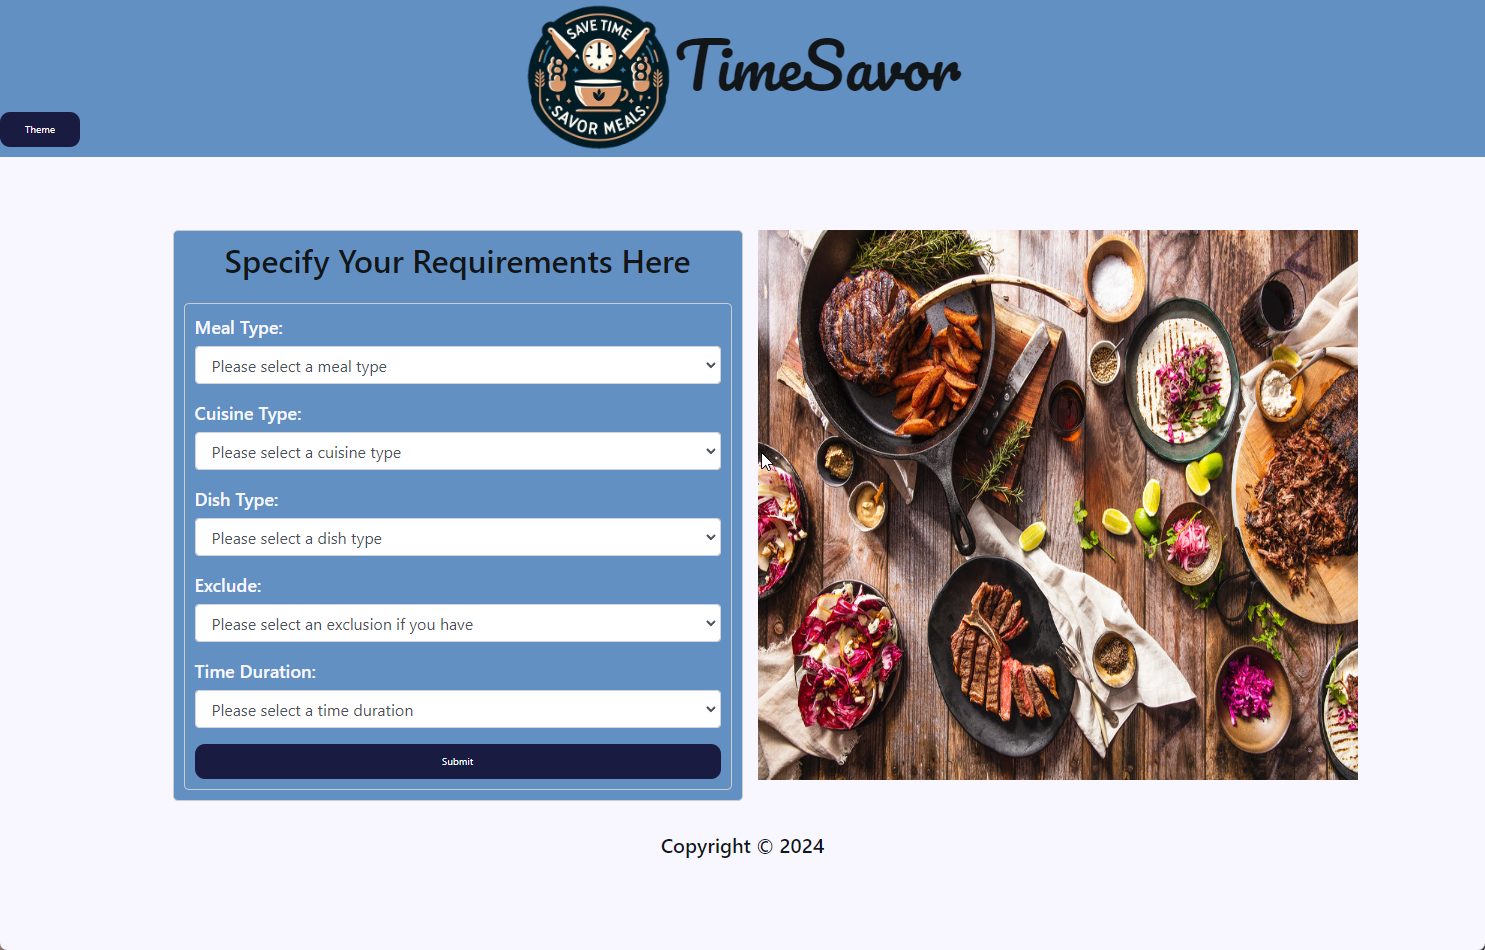 SAVE TIME
SAVOR MEALS.
TimeSavor
Theme
Specify Your Requirements Here
Meal Type:
Please select a meal type
Cuisine Type:
Please select a cuisine type
Dish Type:
Please select a dish type
Exclude:
Please select an exclusion if you have
Time Duration:
Please select a time duration
Submit
Copyright © 2024